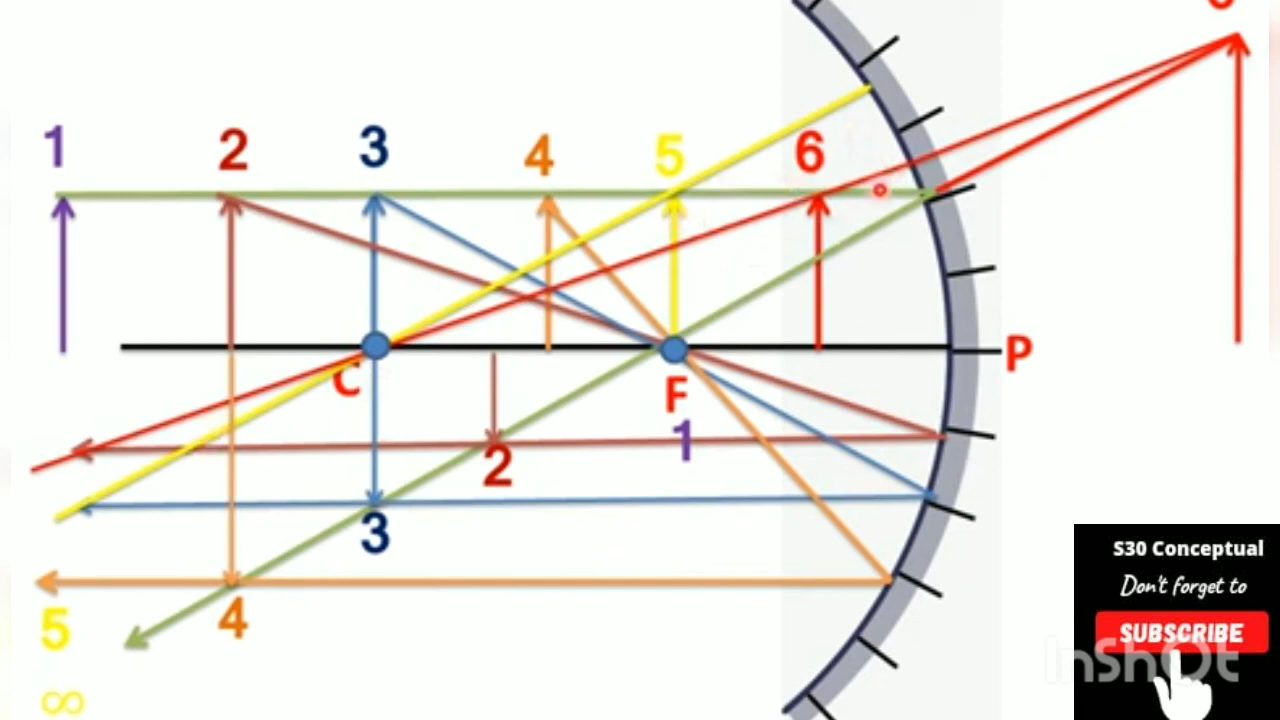 1 2 3 4 5 6
C F P
1
2
3
4
5
∞
S30 Conceptual
Don't forget to
SUBSCRIBE
InShOt